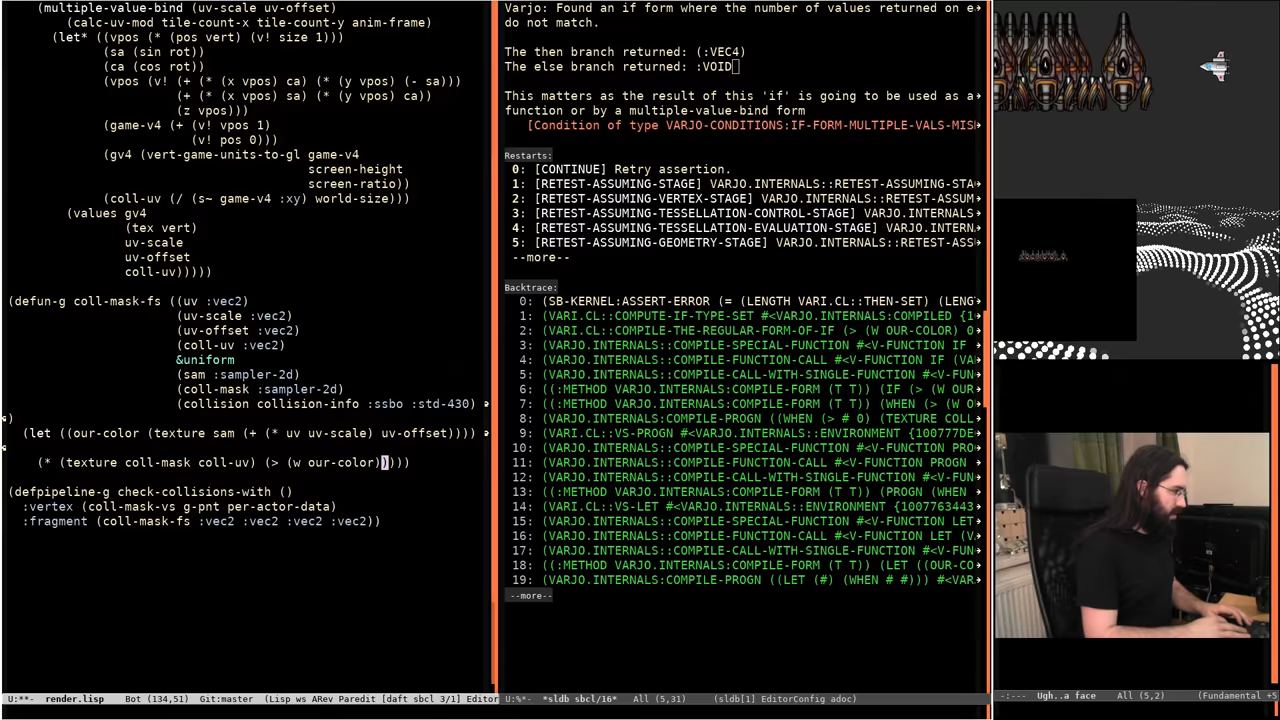 (multiple-value-bind (uv-scale uv-offset)
(calc-uv-mod tile-count-x tile-count-y anim-frame)
(let* ((vpos (* (pos vert) (v! size 1)))
(sa (sin rot))
(ca (cos rot))
(vpos (v! (+ (* (x vpos) ca) (* (y vpos) (- sa)))
(+ (* (x vpos) sa) (* (y vpos) ca))
(z vpos)))
(game-v4 (+ (v! vpos 1)
(v! pos 0)))
(gv4 (vert-game-units-to-gl game-v4
screen-height
screen-ratio))
(coll-uv (/ (s~ game-v4 :xy) world-size)))
(values gv4
(tex vert)
uv-scale
uv-offset
coll-uv)))))
(defun-g coll-mask-fs ((uv :vec2)
(uv-scale :vec2)
(uv-offset :vec2)
(coll-uv :vec2)
&uniform
(sam :sampler-2d)
(coll-mask :sampler-2d)
(collision collision-info :ssbo :std-430)
)
(let ((our-color (texture sam (+ (* uv uv-scale) uv-offset))))
(* (texture coll-mask coll-uv) (> (w our-color)))))
(defpipeline-g check-collisions-with ()
:vertex (coll-mask-vs g-pnt per-actor-data)
:fragment (coll-mask-fs :vec2 :vec2 :vec2 :vec2))
U:**- render.lisp Bot (134,51) Git:master (Lisp ws ARev Paredit [daft sbcl 3/1] Editor
Varjo: Found an if form where the number of values returned on e
do not match.
The then branch returned: (:VEC4)
The else branch returned: :VOID
This matters as the result of this 'if' is going to be used as a
function or by a multiple-value-bind form
[Condition of type VARJO-CONDITIONS:IF-FORM-MULTIPLE-VALS-MIS
Restarts:
0: [CONTINUE] Retry assertion.
1: [RETEST-ASSUMING-STAGE] VARJO.INTERNALS::RETEST-ASSUMING-STA
2: [RETEST-ASSUMING-VERTEX-STAGE] VARJO.INTERNALS::RETEST-ASSUM
3: [RETEST-ASSUMING-TESSELLATION-CONTROL-STAGE] VARJO.INTERNALS
4: [RETEST-ASSUMING-TESSELLATION-EVALUATION-STAGE] VARJO.INTERN
5: [RETEST-ASSUMING-GEOMETRY-STAGE] VARJO.INTERNALS::RETEST-ASS
--more--
Backtrace:
0: (SB-KERNEL:ASSERT-ERROR (= (LENGTH VARI.CL::THEN-SET) (LENG
1: (VARI.CL::COMPUTE-IF-TYPE-SET #<VARJO.INTERNALS:COMPILED {1
2: (VARI.CL::COMPILE-THE-REGULAR-FORM-OF-IF (> (W OUR-COLOR) 0
3: (VARJO.INTERNALS::COMPILE-SPECIAL-FUNCTION #<V-FUNCTION IF
4: (VARJO.INTERNALS::COMPILE-FUNCTION-CALL #<V-FUNCTION IF (VA
5: (VARJO.INTERNALS::COMPILE-CALL-WITH-SINGLE-FUNCTION #<V-FUN
6: ((:METHOD VARJO.INTERNALS:COMPILE-FORM (T T)) (IF (> (W OUR
7: ((:METHOD VARJO.INTERNALS:COMPILE-FORM (T T)) (WHEN (> (W O
8: (VARJO.INTERNALS:COMPILE-PROGN ((WHEN (> # 0) (TEXTURE COLL
9: (VARI.CL::VS-PROGN #<VARJO.INTERNALS::ENVIRONMENT {100777DE
10: (VARJO.INTERNALS::COMPILE-SPECIAL-FUNCTION #<V-FUNCTION PRO
11: (VARJO.INTERNALS::COMPILE-FUNCTION-CALL #<V-FUNCTION PROGN
12: (VARJO.INTERNALS::COMPILE-CALL-WITH-SINGLE-FUNCTION #<V-FUN
13: ((:METHOD VARJO.INTERNALS:COMPILE-FORM (T T)) (PROGN (WHEN
14: (VARI.CL::VS-LET #<VARJO.INTERNALS::ENVIRONMENT {1007763443
15: (VARJO.INTERNALS::COMPILE-SPECIAL-FUNCTION #<V-FUNCTION LET
16: (VARJO.INTERNALS::COMPILE-FUNCTION-CALL #<V-FUNCTION LET (V
17: (VARJO.INTERNALS::COMPILE-CALL-WITH-SINGLE-FUNCTION #<V-FUN
18: ((:METHOD VARJO.INTERNALS:COMPILE-FORM (T T)) (LET ((OUR-CO
19: (VARJO.INTERNALS:COMPILE-PROGN ((LET (#) (WHEN # #))) #<VAR
--more--
U:%*- *sldb sbcl/16* All (5,31) (sldb[1] EditorConfig adoc)
-:--- Ugh..a face All (5,2) (Fundamental +5